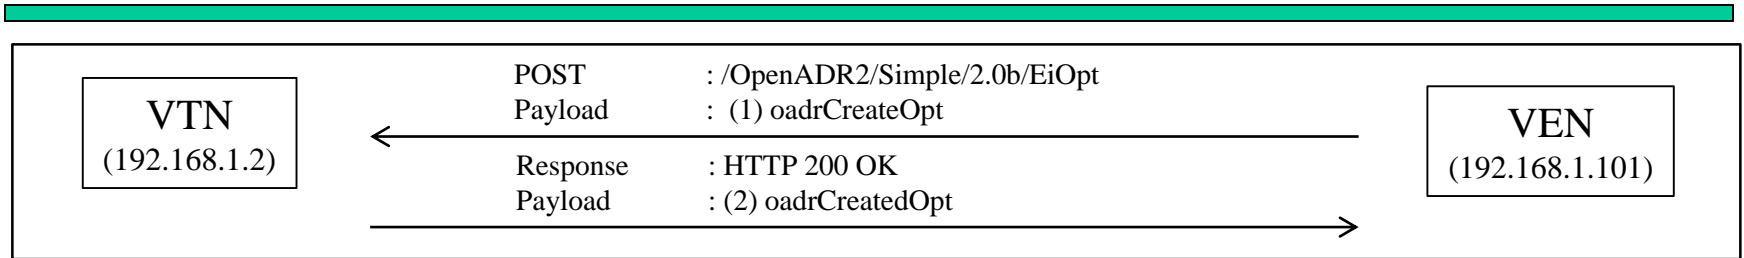 VTN
(192.168.1.2)
POST : /OpenADR2/Simple/2.0b/EiOpt
Payload : (1) oadrCreateOpt
Response : HTTP 200 OK
Payload : (2) oadrCreatedOpt
VEN
(192.168.1.101)